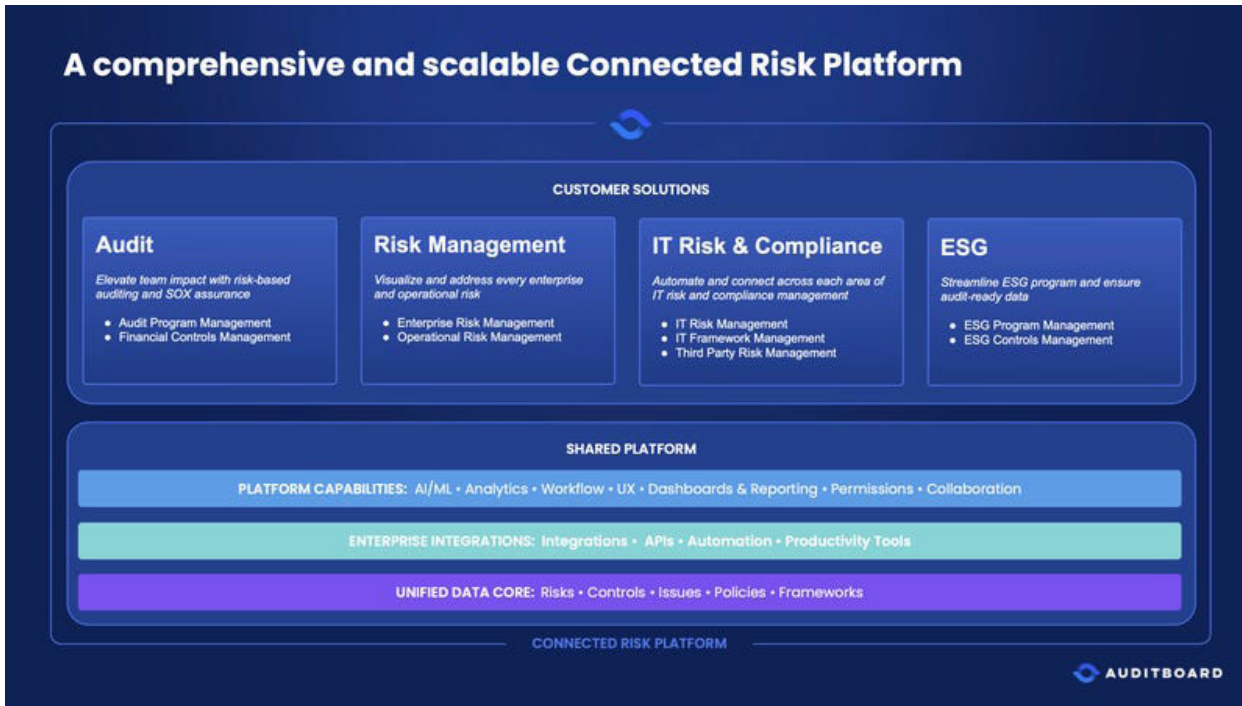 A comprehensive and scalable Connected Risk Platform
CUSTOMER SOLUTIONS
Audit
Elevate team impact with risk-based
auditing and SOX assurance
• Audit Program Management
• Financial Controls Management
Risk Management
Visualize and address every enterprise
and operational risk
• Enterprise Risk Management
• Operational Risk Management
IT Risk & Compliance
Automate and connect across each area of
IT risk and compliance management
• IT Risk Management
• IT Framework Management
• Third Party Risk Management
ESG
Streamline ESG program and ensure
audit-ready data
• ESG Program Management
• ESG Controls Management
SHARED PLATFORM
PLATFORM CAPABILITIES: AI/ML • Analytics • Workflow • UX • Dashboards & Reporting • Permissions • Collaboration
ENTERPRISE INTEGRATIONS: Integrations • APIs • Automation • Productivity Tools
UNIFIED DATA CORE: Risks • Controls • Issues • Policies • Frameworks
CONNECTED RISK PLATFORM
AUDITBOARD